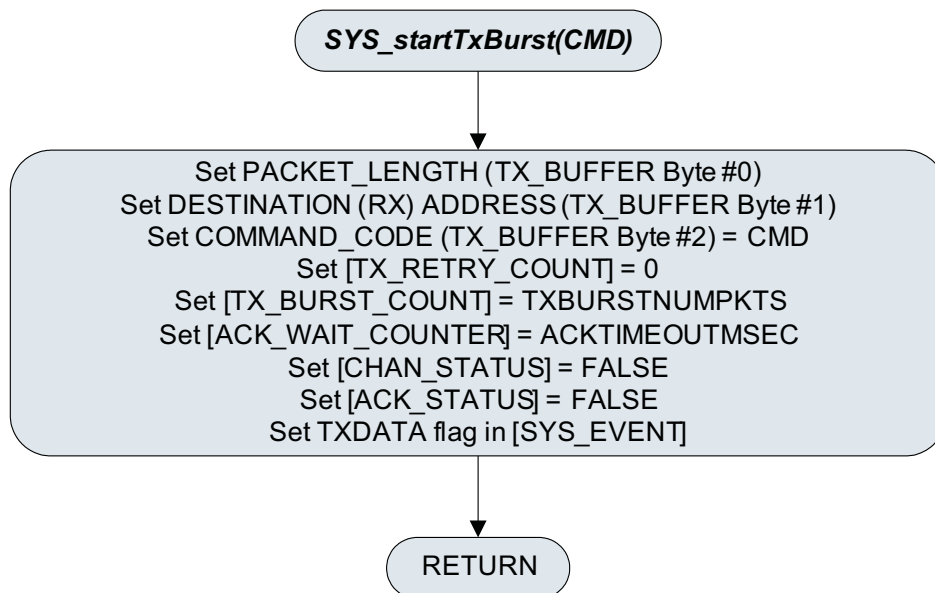 SYS_startTxBurst(CMD)
Set PACKET_LENGTH (TX_BUFFER Byte #0)
Set DESTINATION (RX) ADDRESS (TX_BUFFER Byte #1)
Set COMMAND_CODE (TX_BUFFER Byte #2) = CMD
Set [TX_RETRY_COUNT] = 0
Set [TX_BURST_COUNT] = TXBURSTNUMPKTS
Set [ACK_WAIT_COUNTER] = ACKTIMEOUTMSEC
Set [CHAN_STATUS] = FALSE
Set [ACK_STATUS] = FALSE
Set TXDATA flag in [SYS_EVENT]
RETURN